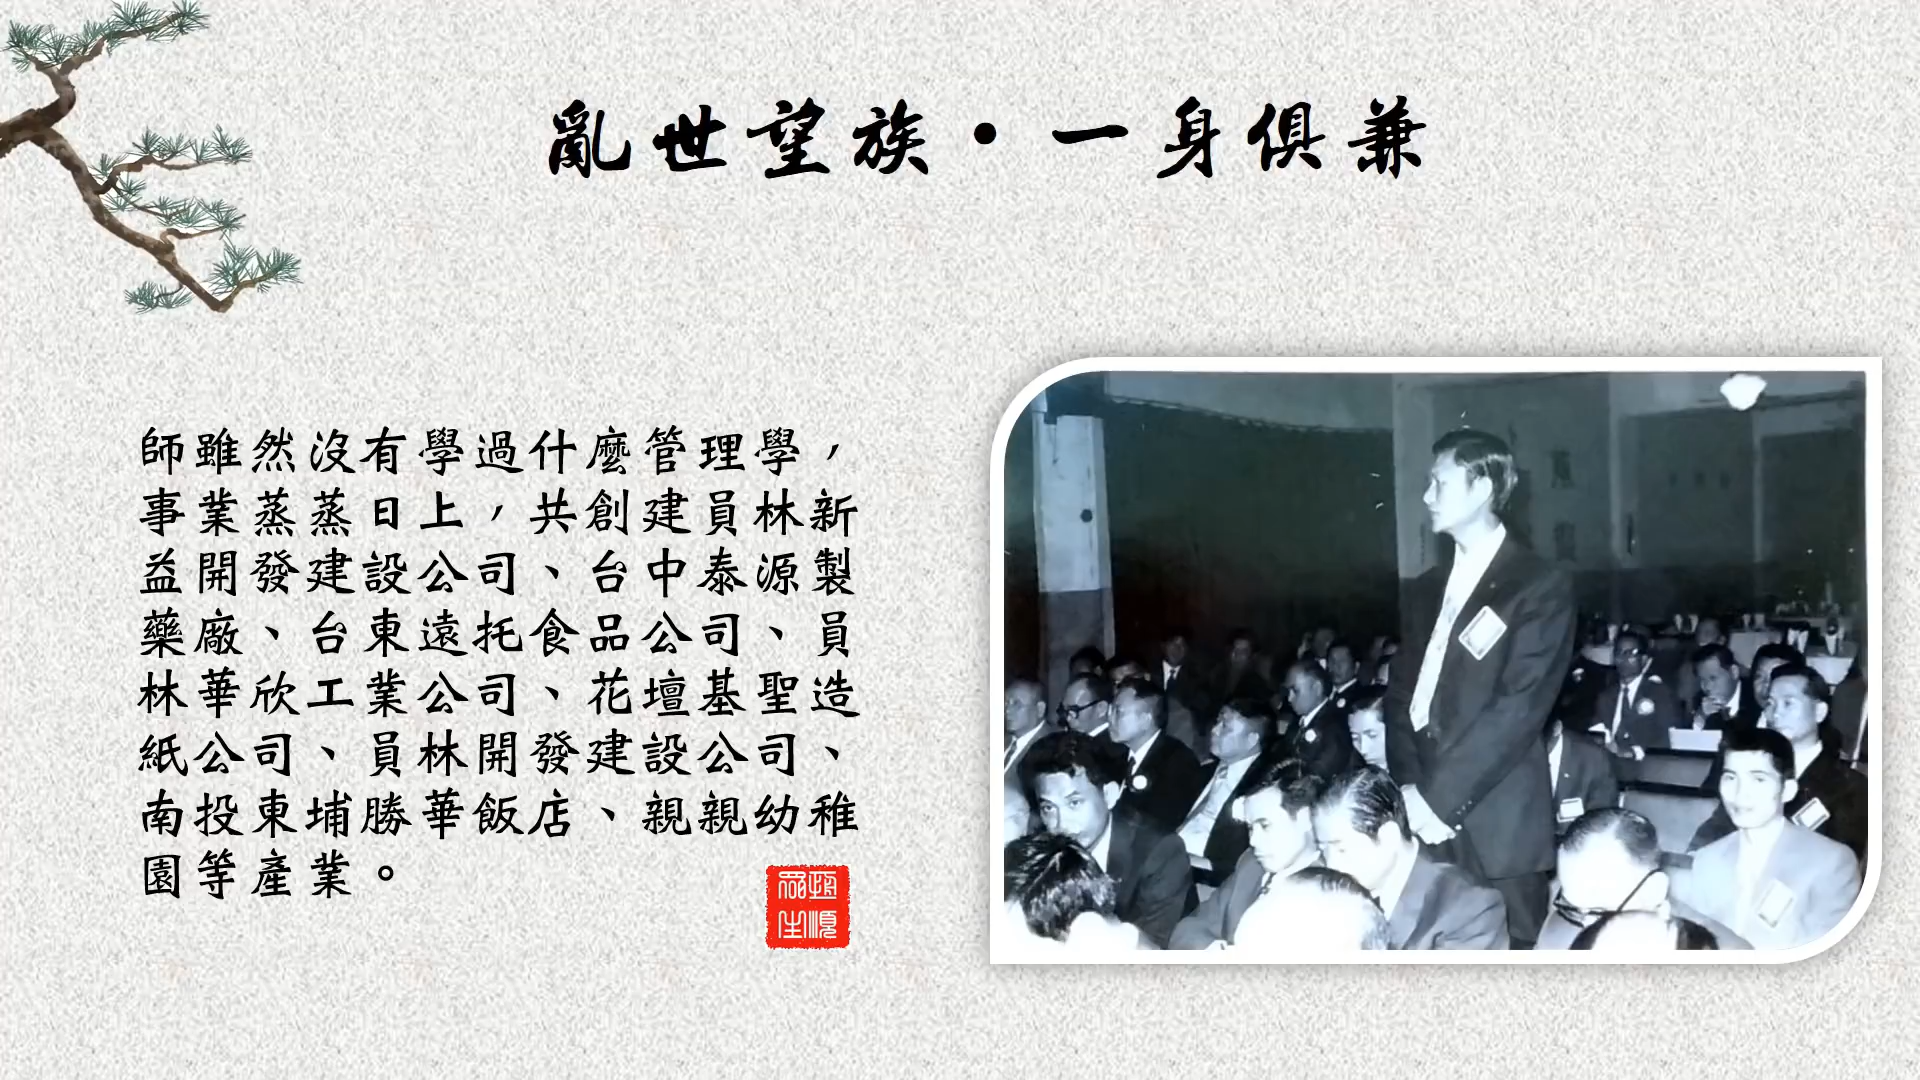 亂世望族•一身俱兼
師雖然沒有學過什麼管理學，
事業蒸蒸日上，共創建員林新
益開發建設公司、台中泰源製
藥廠、台東遠托食品公司、員
林華欣工業公司、花壇基聖造
紙公司、員林開發建設公司、
南投東埔勝華飯店、親親幼稚
園等產業。